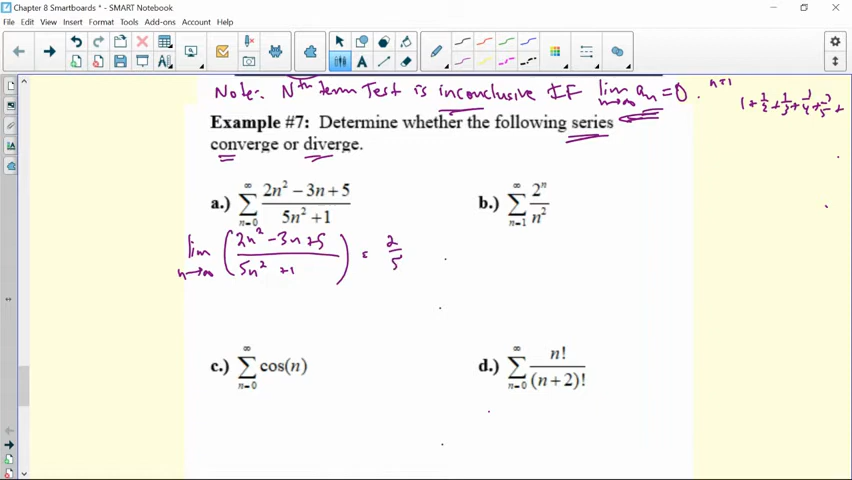 Chapter 8 Smartboards * - SMART Notebook
File Edit View Insert Format Tools Add-ons Account Help
Note: Nth term Test is inconclusive IF lim n→∞ an = 0.
n=1
1 + 1/2 + 1/3 + 1/4 + 1/5 +
Example #7: Determine whether the following series
converge or diverge.
a.) ∑_{n=0}^{∞} (2n² − 3n + 5)/(5n² + 1)
b.) ∑_{n=1}^{∞} 2ⁿ/n²
lim n→∞ ((2n² − 3n + 5)/(5n² + 1)) = 2/5
c.) ∑_{n=0}^{∞} cos(n)
d.) ∑_{n=0}^{∞} n!/(n+2)!